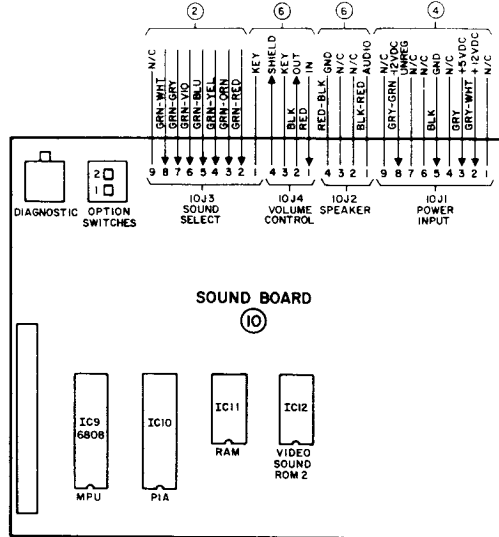 2 6 6 4
N/C
GRN-WHT
GRN-GRY
GRN-VIO
GRN-BLU
GRN-YEL
GRN-ORN
GRN-RED
KEY
SHIELD
KEY
BLK OUT
RED IN
RED-BLK GND
N/C
N/C
BLK-RED AUDIO
N/C
GRY-GRN -12VDC
UNREG
N/C
N/C
BLK GND
N/C
GRY +5VDC
GRY-WHT +12VDC
N/C
9 8 7 6 5 4 3 2 1
4 3 2 1
4 3 2 1
9 8 7 6 5 4 3 2 1
2
1
DIAGNOSTIC
OPTION
SWITCHES
10J3
SOUND
SELECT
10J4
VOLUME
CONTROL
10J2
SPEAKER
10J1
POWER
INPUT
SOUND BOARD
10
IC9
6808
MPU
IC10
PIA
IC11
RAM
IC12
VIDEO
SOUND
ROM 2